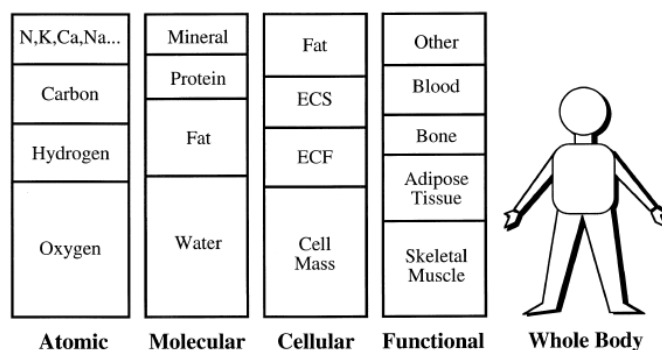 N,K,Ca,Na...
Carbon
Hydrogen
Oxygen
Atomic
Mineral
Protein
Fat
Water
Molecular
Fat
ECS
ECF
Cell
Mass
Cellular
Other
Blood
Bone
Adipose
Tissue
Skeletal
Muscle
Functional
Whole Body